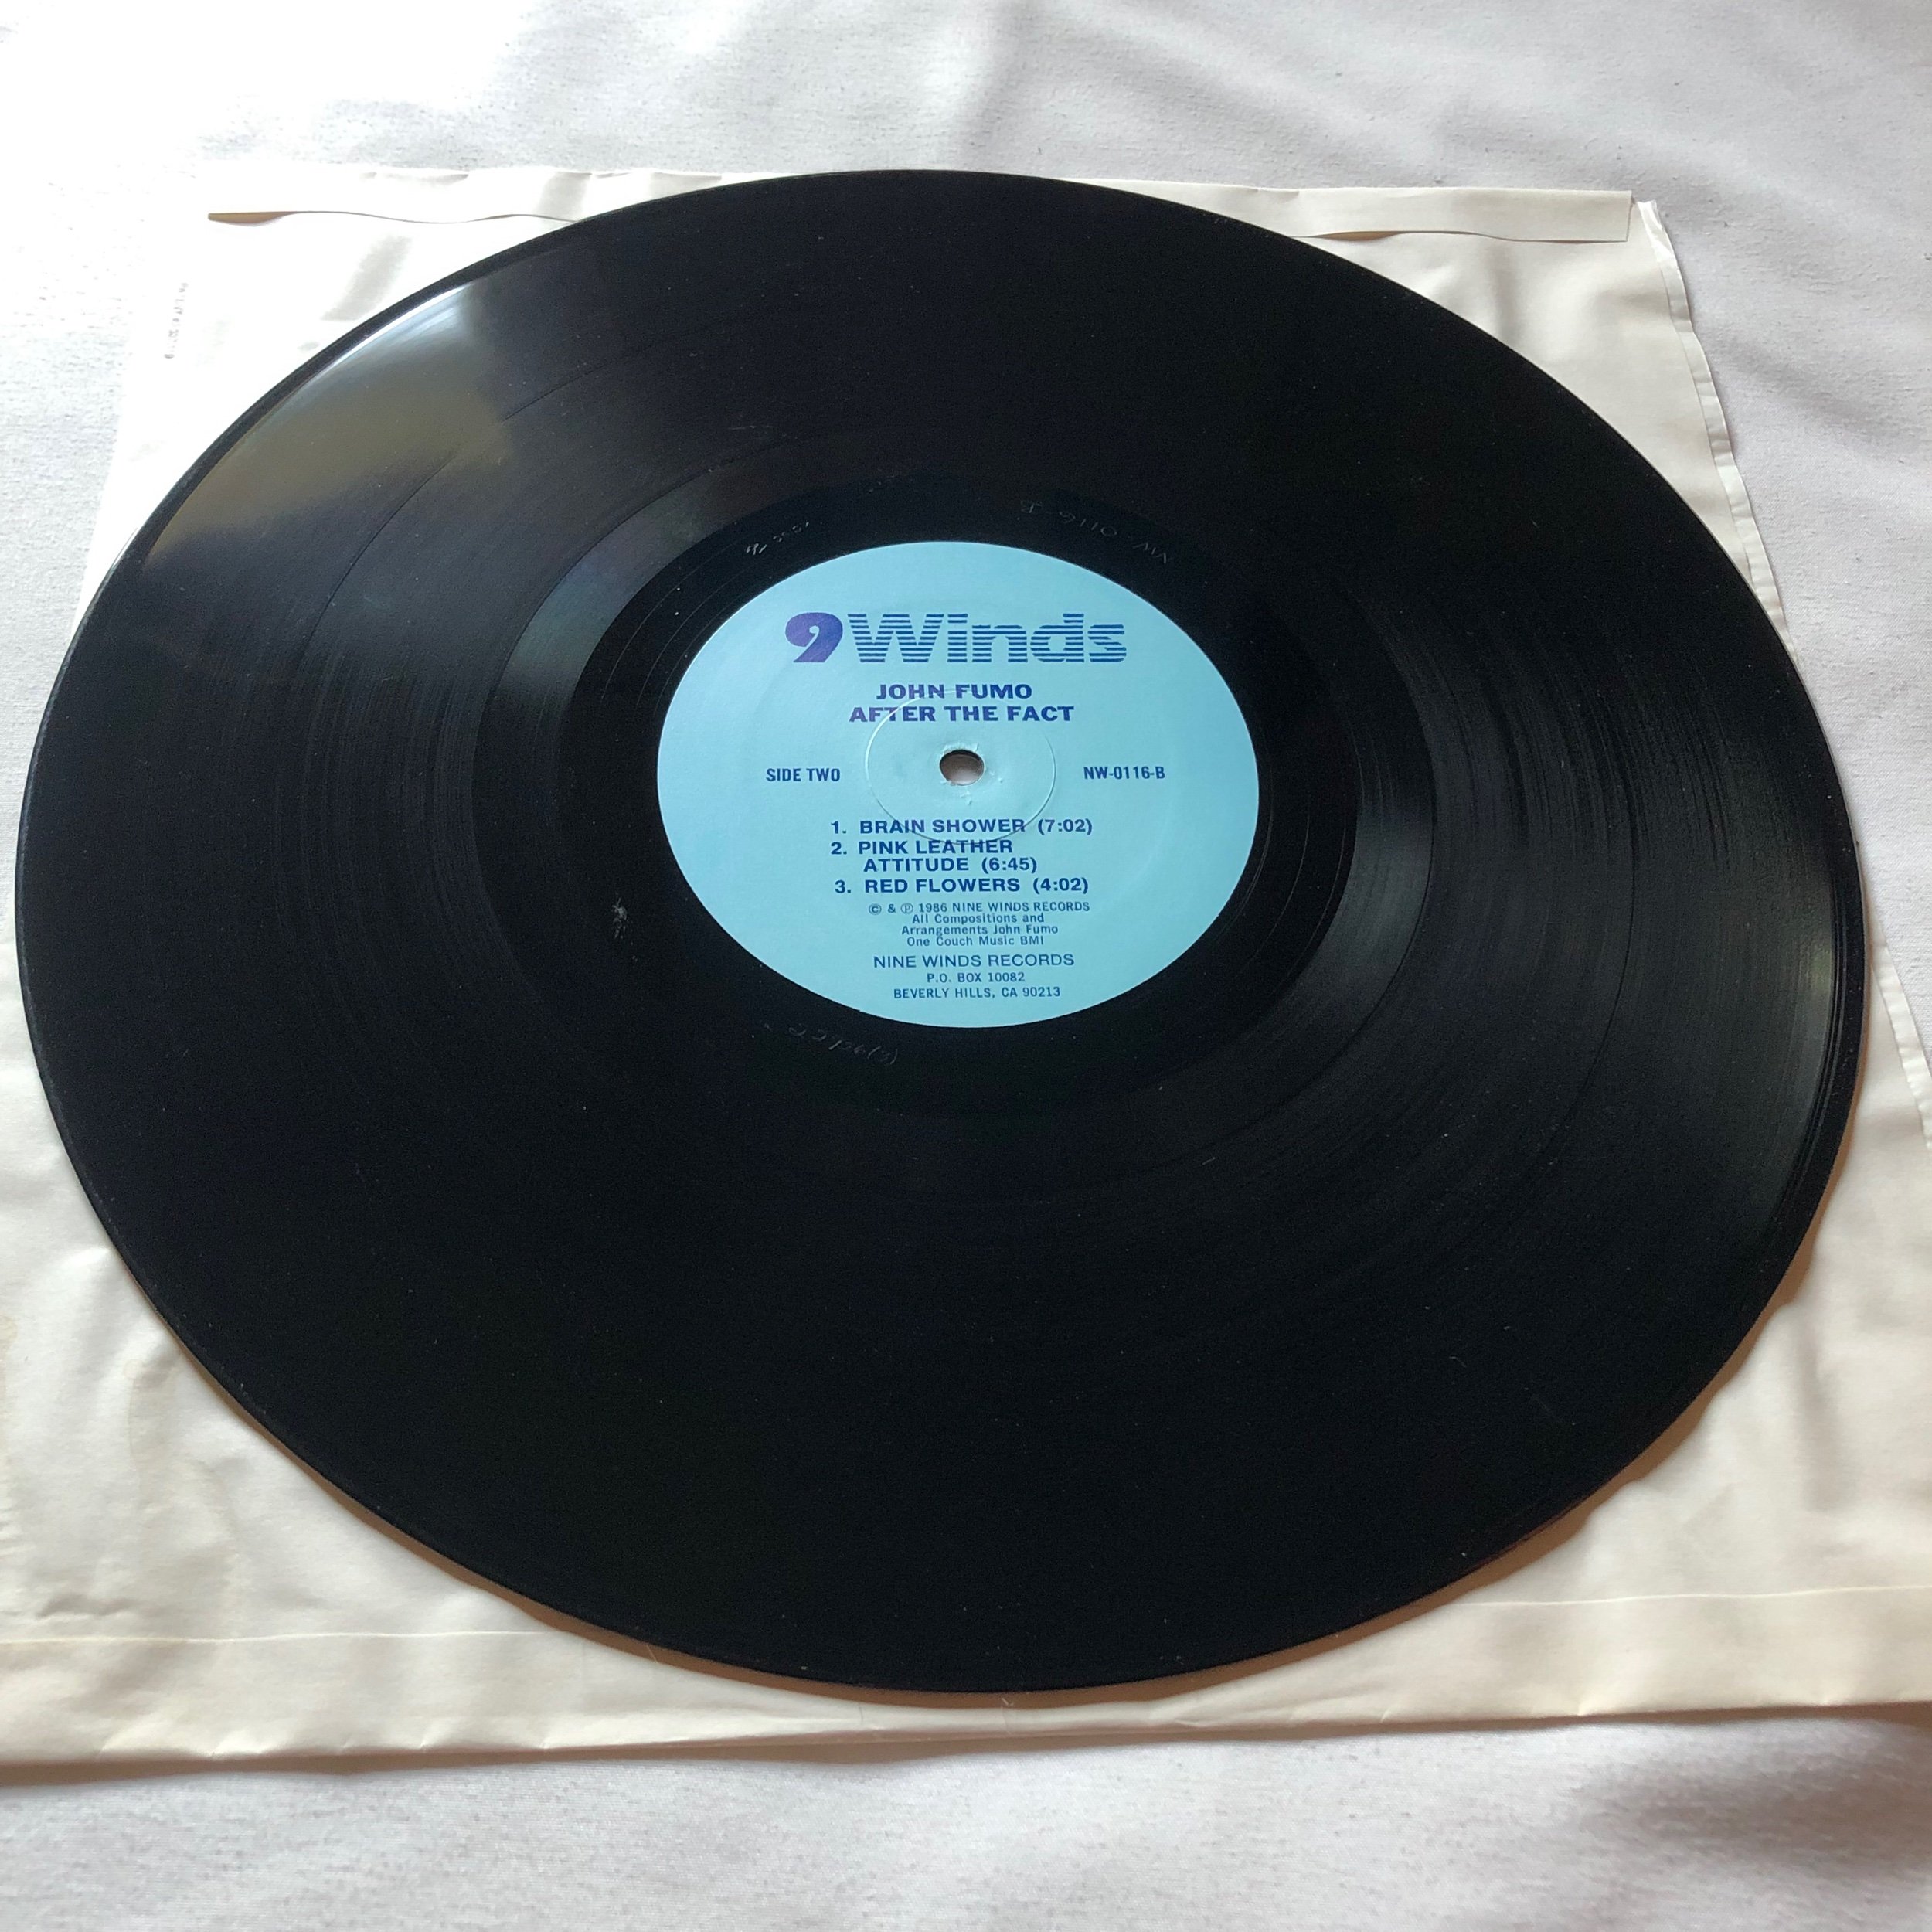 9Winds
JOHN FUMO
AFTER THE FACT
SIDE TWO
NW-0116-B
1. BRAIN SHOWER (7:02)
2. PINK LEATHER
ATTITUDE (6:45)
3. RED FLOWERS (4:02)
© & ℗ 1986 NINE WINDS RECORDS
All Compositions and
Arrangements John Fumo
One Couch Music BMI
NINE WINDS RECORDS
P.O. BOX 10082
BEVERLY HILLS, CA 90213